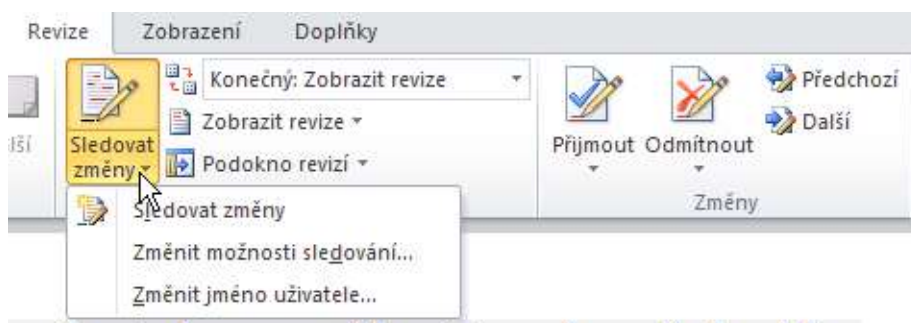 Revize Zobrazení Doplňky
Konečný: Zobrazit revize
Zobrazit revize
Podokno revizí
Sledovat
změny
Přijmout
Odmítnout
Předchozí
Další
Změny
Sledovat změny
Změnit možnosti sledování...
Změnit jméno uživatele...